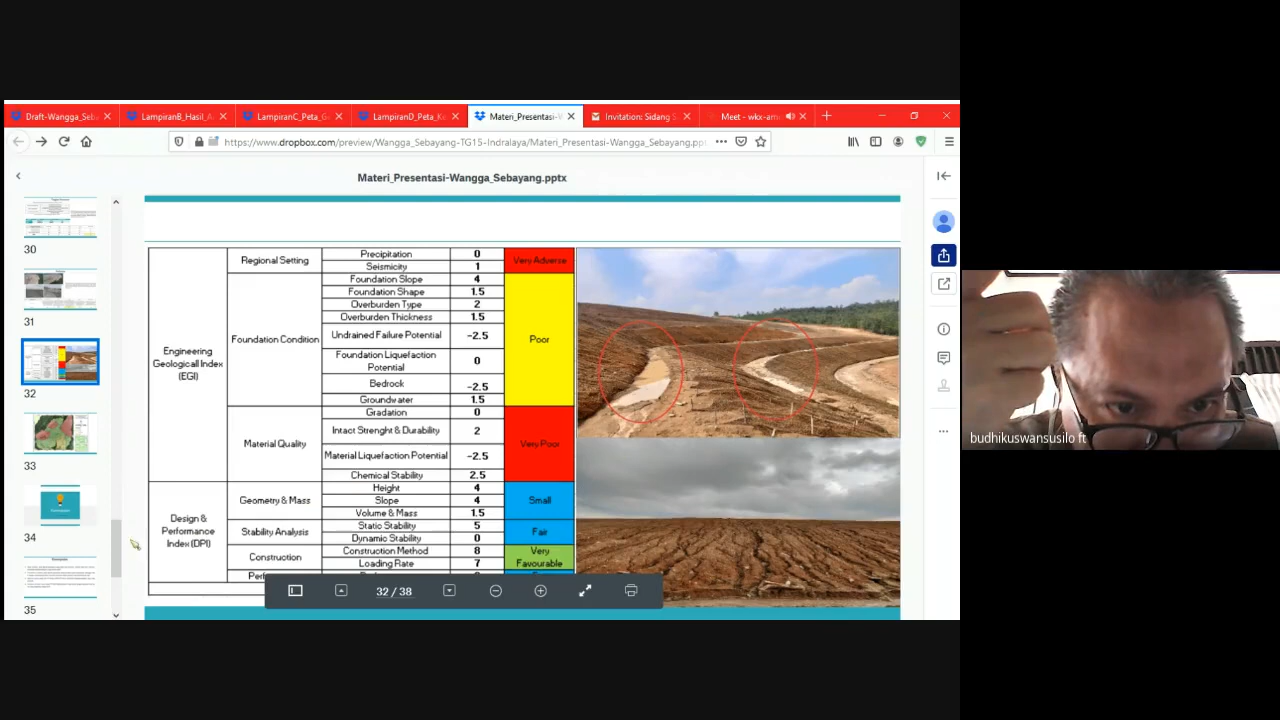 Draft-Wangga_Seb
LampiranB_Hasil_A
LampiranC_Peta_G
LampiranD_Peta_K
Materi_Presentasi-V
Invitation: Sidang S
Meet – wkx-am
https://www.dropbox.com/preview/Wangga_Sebayang-TG15-Indralaya/Materi_Presentasi-Wangga_Sebayang.pp
Materi_Presentasi-Wangga_Sebayang.pptx
30
31
32
33
34
35
Engineering Geologicall Index (EGI)
Regional Setting
Precipitation 0
Seismicity 1
Very Adverse
Foundation Condition
Foundation Slope 4
Foundation Shape 1.5
Overburden Type 2
Overburden Thickness 1.5
Undrained Failure Potential -2.5
Foundation Liquefaction Potential 0
Bedrock -2.5
Groundwater 1.5
Poor
Material Quality
Gradation 0
Intact Strenght & Durability 2
Material Liquefaction Potential -2.5
Chemical Stability 2.5
Very Poor
Design & Performance Index (DPI)
Geometry & Mass
Height 4
Slope 4
Volume & Mass 1.5
Small
Stability Analysis
Static Stability 5
Dynamic Stability 0
Fair
Construction
Construction Method 8
Loading Rate 7
Very Favourable
32 / 38
budhikuswansusilo ft